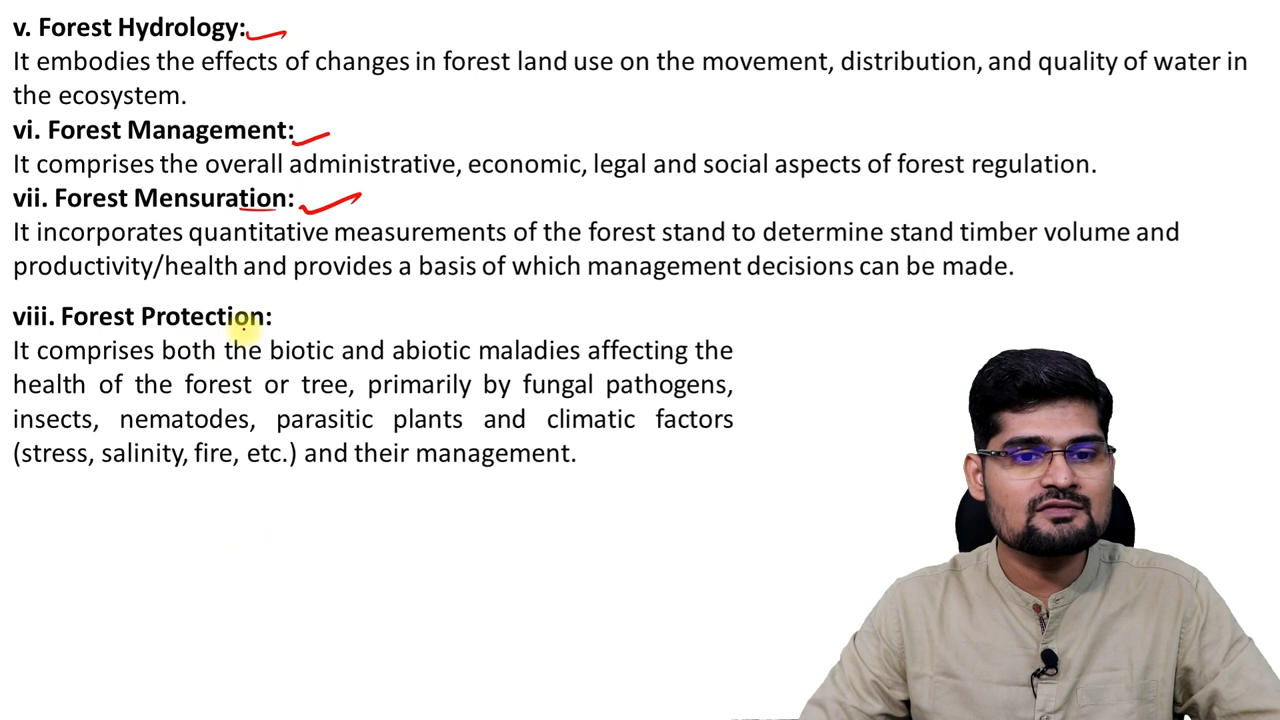 v. Forest Hydrology:
It embodies the effects of changes in forest land use on the movement, distribution, and quality of water in
the ecosystem.
vi. Forest Management:
It comprises the overall administrative, economic, legal and social aspects of forest regulation.
vii. Forest Mensuration:
It incorporates quantitative measurements of the forest stand to determine stand timber volume and
productivity/health and provides a basis of which management decisions can be made.
viii. Forest Protection:
It comprises both the biotic and abiotic maladies affecting the
health of the forest or tree, primarily by fungal pathogens,
insects, nematodes, parasitic plants and climatic factors
(stress, salinity, fire, etc.) and their management.